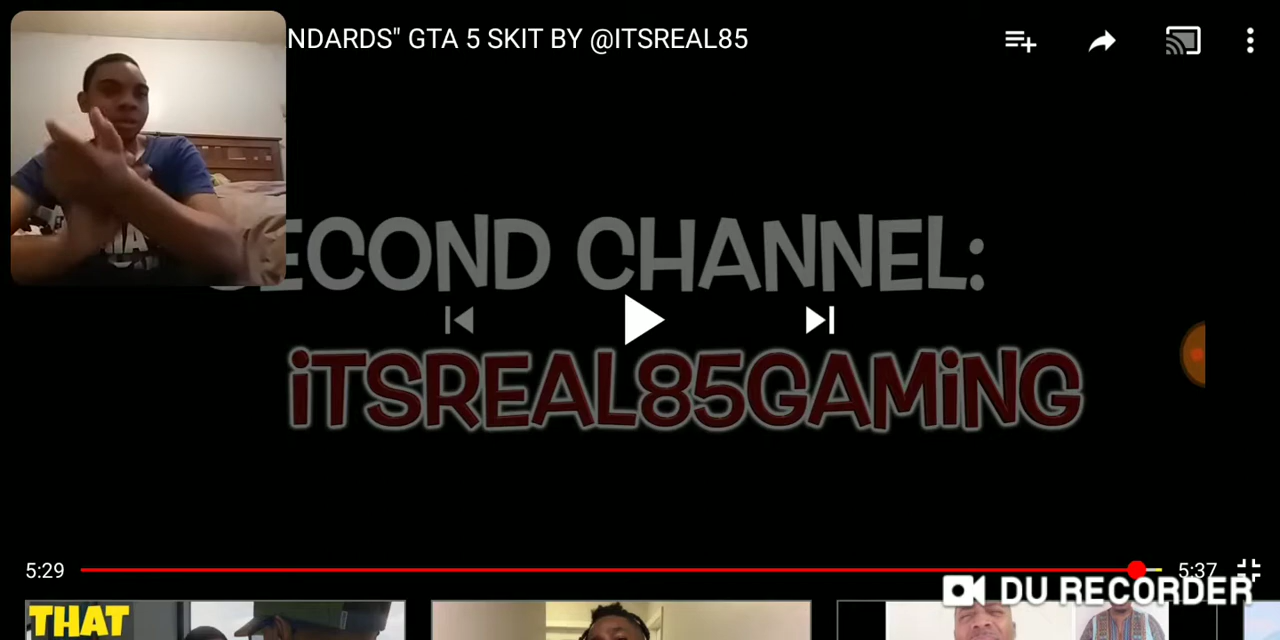 NDARDS" GTA 5 SKIT BY @ITSREAL85
ECOND CHANNEL:
iTSREAL85GAMiNG
5:29
5:37
DU RECORDER
THAT